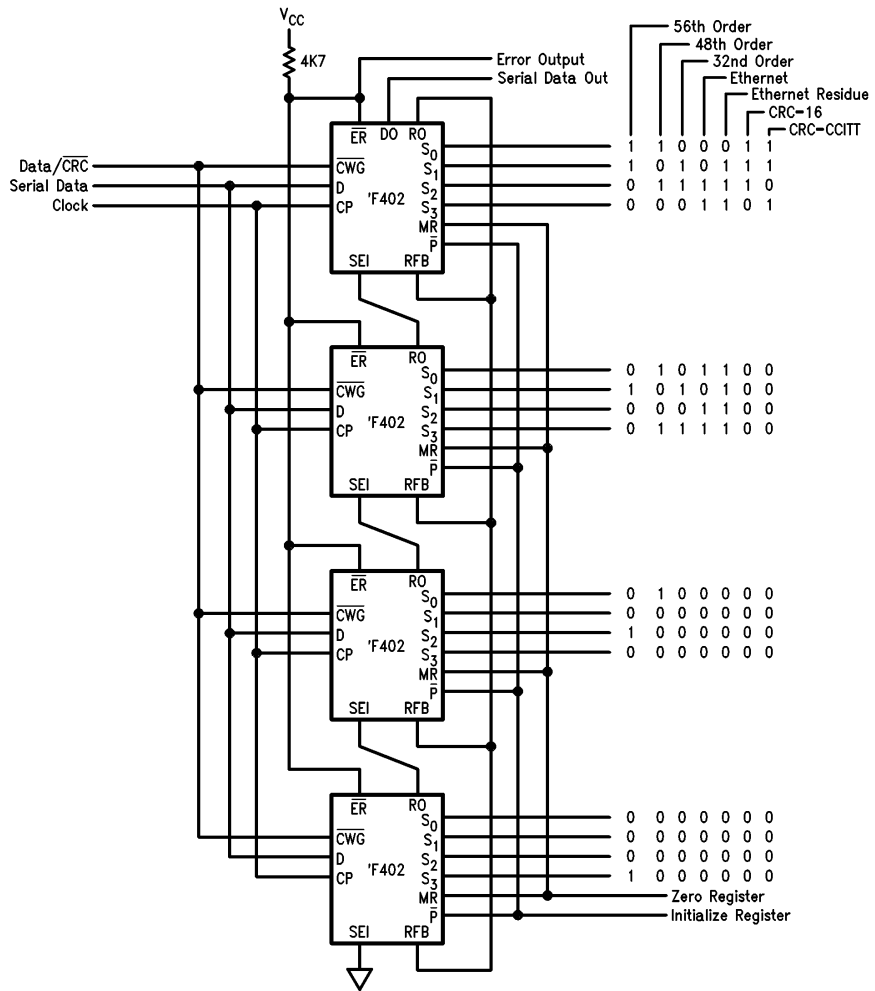 VCC
4K7
56th Order
48th Order
32nd Order
Ethernet
Ethernet Residue
CRC-16
CRC-CCITT
Error Output
Serial Data Out
ER DO RO
Data/CRC
Serial Data
Clock
CWG
D
CP
'F402
S0 1 1 0 0 0 1 1
S1 1 0 1 0 1 1 1
S2 0 1 1 1 1 1 0
S3 0 0 0 1 1 0 1
MR
P
SEI RFB
ER RO
CWG
D
CP
'F402
S0 0 1 0 1 1 0 0
S1 1 0 1 0 1 0 0
S2 0 0 0 1 1 0 0
S3 0 1 1 1 1 0 0
MR
P
SEI RFB
ER RO
CWG
D
CP
'F402
S0 0 1 0 0 0 0 0
S1 0 0 0 0 0 0 0
S2 1 0 0 0 0 0 0
S3 0 0 0 0 0 0 0
MR
P
SEI RFB
ER RO
CWG
D
CP
'F402
S0 0 0 0 0 0 0 0
S1 0 0 0 0 0 0 0
S2 0 0 0 0 0 0 0
S3 1 0 0 0 0 0 0
MR Zero Register
P Initialize Register
SEI RFB